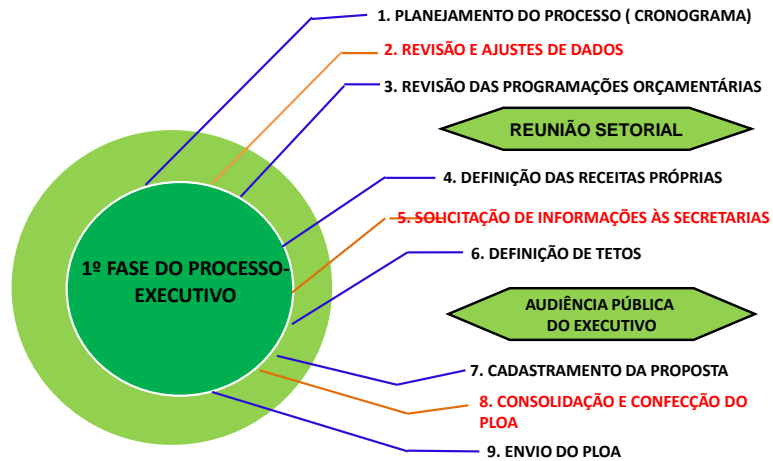 1. PLANEJAMENTO DO PROCESSO ( CRONOGRAMA)
2. REVISÃO E AJUSTES DE DADOS
3. REVISÃO DAS PROGRAMAÇÕES ORÇAMENTÁRIAS
REUNIÃO SETORIAL
4. DEFINIÇÃO DAS RECEITAS PRÓPRIAS
5. SOLICITAÇÃO DE INFORMAÇÕES ÀS SECRETARIAS
6. DEFINIÇÃO DE TETOS
1º FASE DO PROCESSO-
EXECUTIVO
AUDIÊNCIA PÚBLICA
DO EXECUTIVO
7. CADASTRAMENTO DA PROPOSTA
8. CONSOLIDAÇÃO E CONFECÇÃO DO
PLOA
9. ENVIO DO PLOA